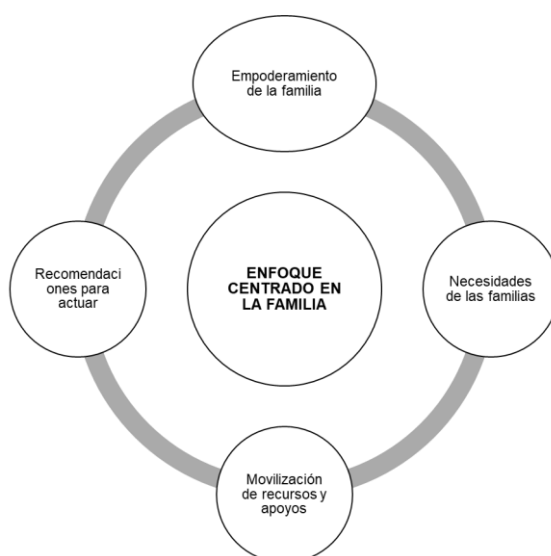 Empoderamiento
de la familia
Recomendaci
ones para
actuar
ENFOQUE
CENTRADO EN
LA FAMILIA
Necesidades
de las familias
Movilización
de recursos y
apoyos